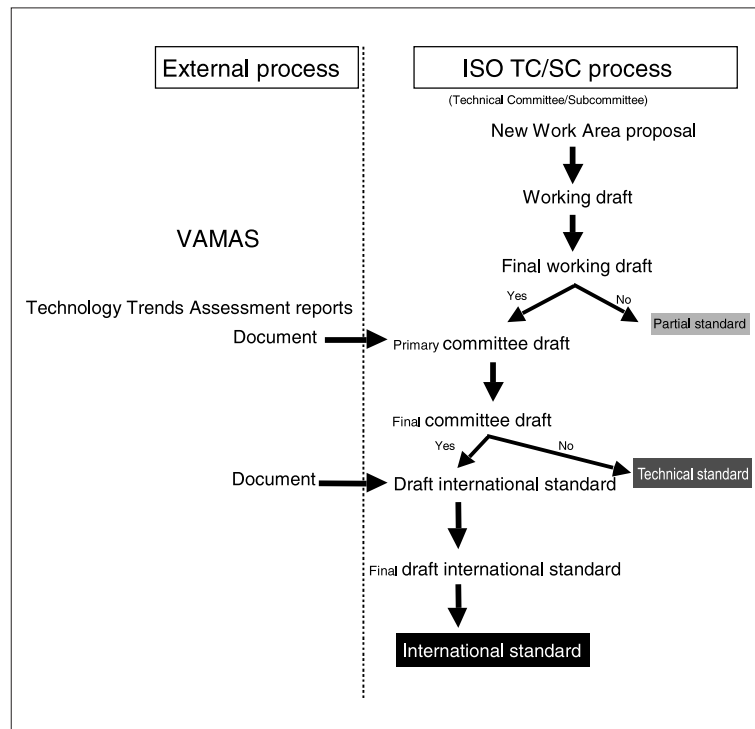 External process
ISO TC/SC process
(Technical Committee/Subcommittee)
New Work Area proposal
Working draft
VAMAS
Final working draft
Yes
No
Technology Trends Assessment reports
Partial standard
Document
Primary committee draft
Final committee draft
Yes
No
Technical standard
Document
Draft international standard
Final draft international standard
International standard